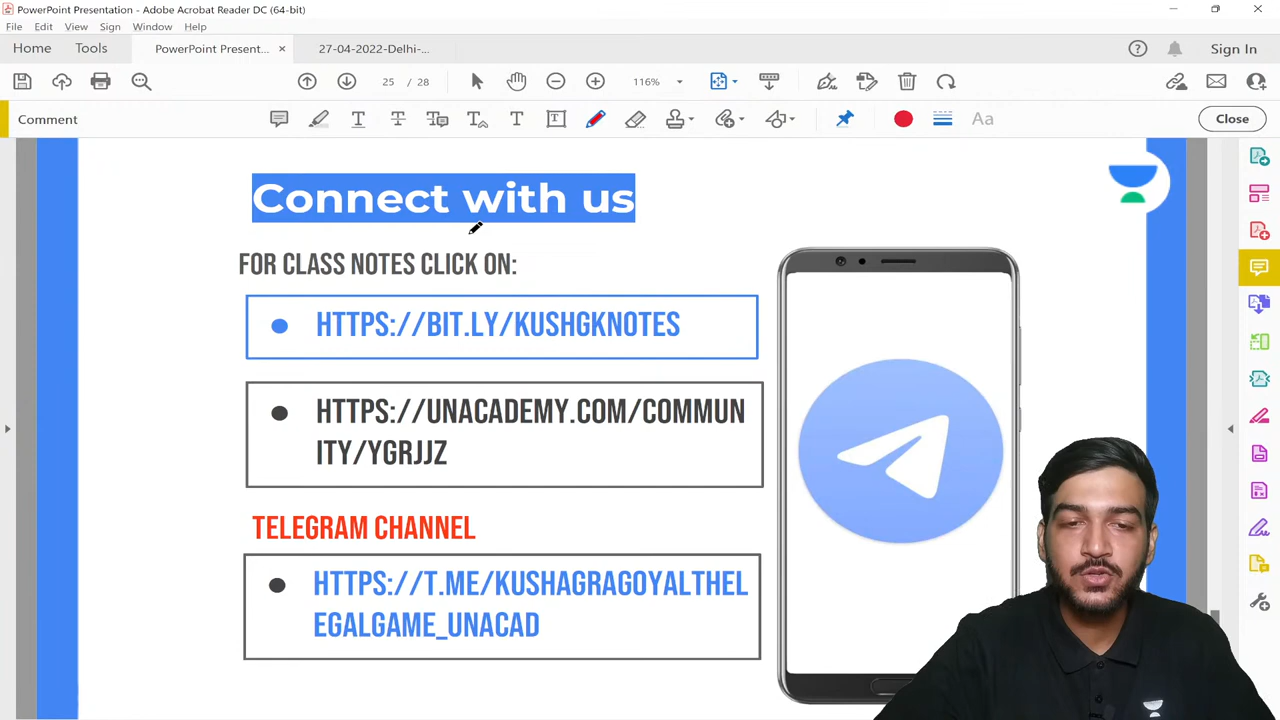 PowerPoint Presentation - Adobe Acrobat Reader DC (64-bit)
File Edit View Sign Window Help
Home Tools PowerPoint Present... × 27-04-2022-Delhi-... Sign In
25 / 28 116%
Comment Aa Close
Connect with us
FOR CLASS NOTES CLICK ON:
HTTPS://BIT.LY/KUSHGKNOTES
HTTPS://UNACADEMY.COM/COMMUN
ITY/YGRJJZ
TELEGRAM CHANNEL
HTTPS://T.ME/KUSHAGRAGOYALTHEL
EGALGAME_UNACAD